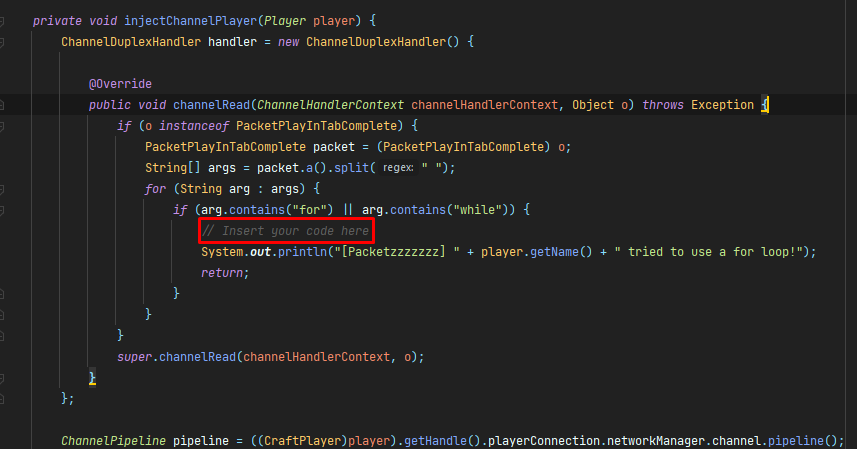 private void injectChannelPlayer(Player player) {
ChannelDuplexHandler handler = new ChannelDuplexHandler() {
@Override
public void channelRead(ChannelHandlerContext channelHandlerContext, Object o) throws Exception {
if (o instanceof PacketPlayInTabComplete) {
PacketPlayInTabComplete packet = (PacketPlayInTabComplete) o;
String[] args = packet.a().split( regex: " ");
for (String arg : args) {
if (arg.contains("for") || arg.contains("while")) {
// Insert your code here
System.out.println("[Packetzzzzzzz] " + player.getName() + " tried to use a for loop!");
return;
}
}
}
super.channelRead(channelHandlerContext, o);
}
};
ChannelPipeline pipeline = ((CraftPlayer)player).getHandle().playerConnection.networkManager.channel.pipeline();